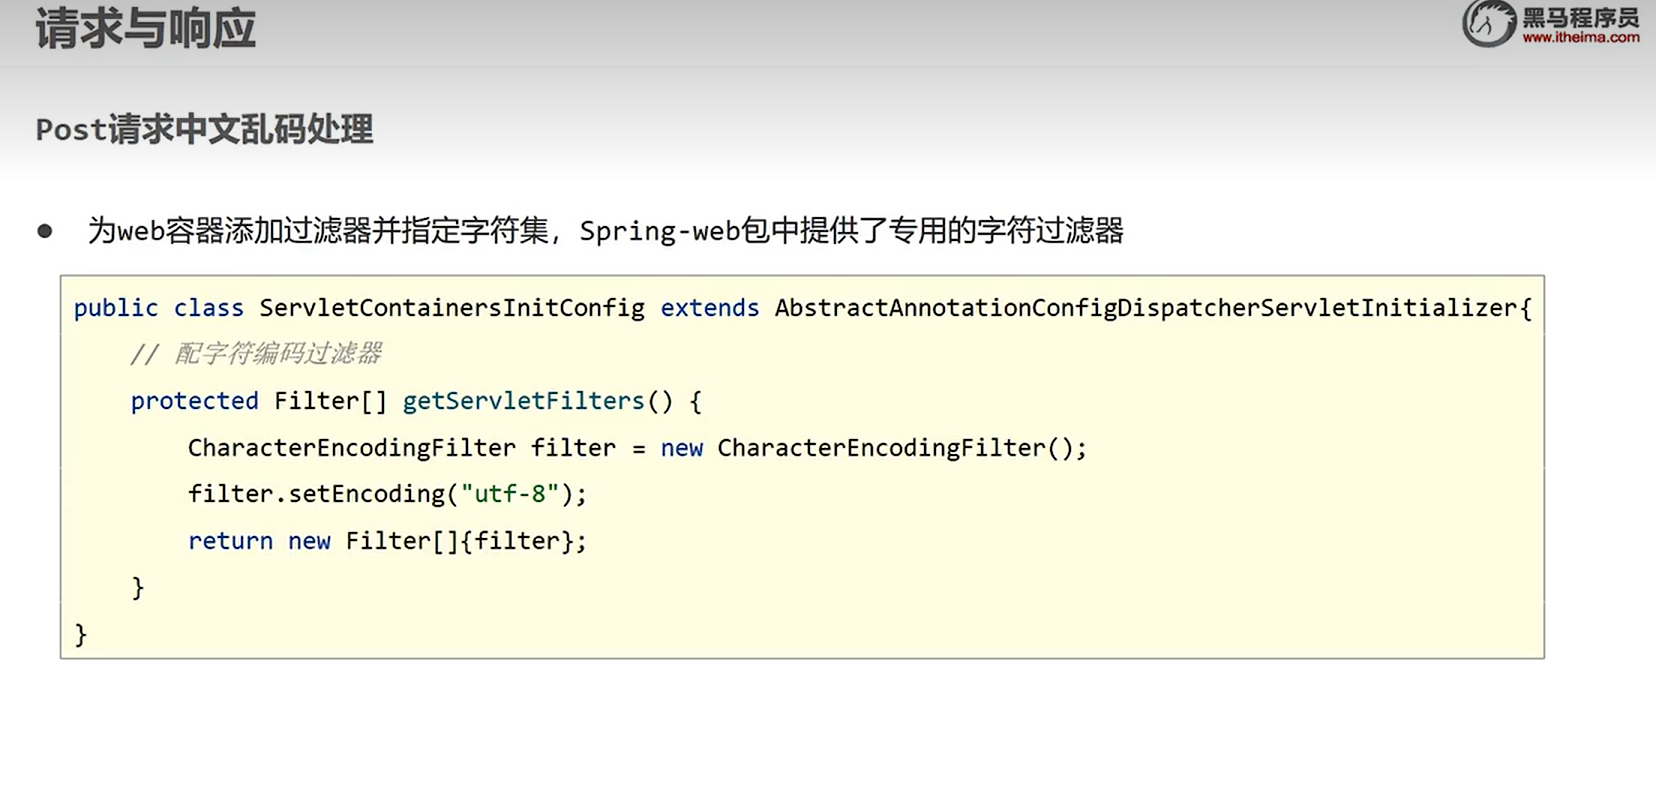 请求与响应
黑马程序员
www.itheima.com
Post请求中文乱码处理
● 为web容器添加过滤器并指定字符集，Spring-web包中提供了专用的字符过滤器
public class ServletContainersInitConfig extends AbstractAnnotationConfigDispatcherServletInitializer{
    // 配字符编码过滤器
    protected Filter[] getServletFilters() {
        CharacterEncodingFilter filter = new CharacterEncodingFilter();
        filter.setEncoding("utf-8");
        return new Filter[]{filter};
    }
}